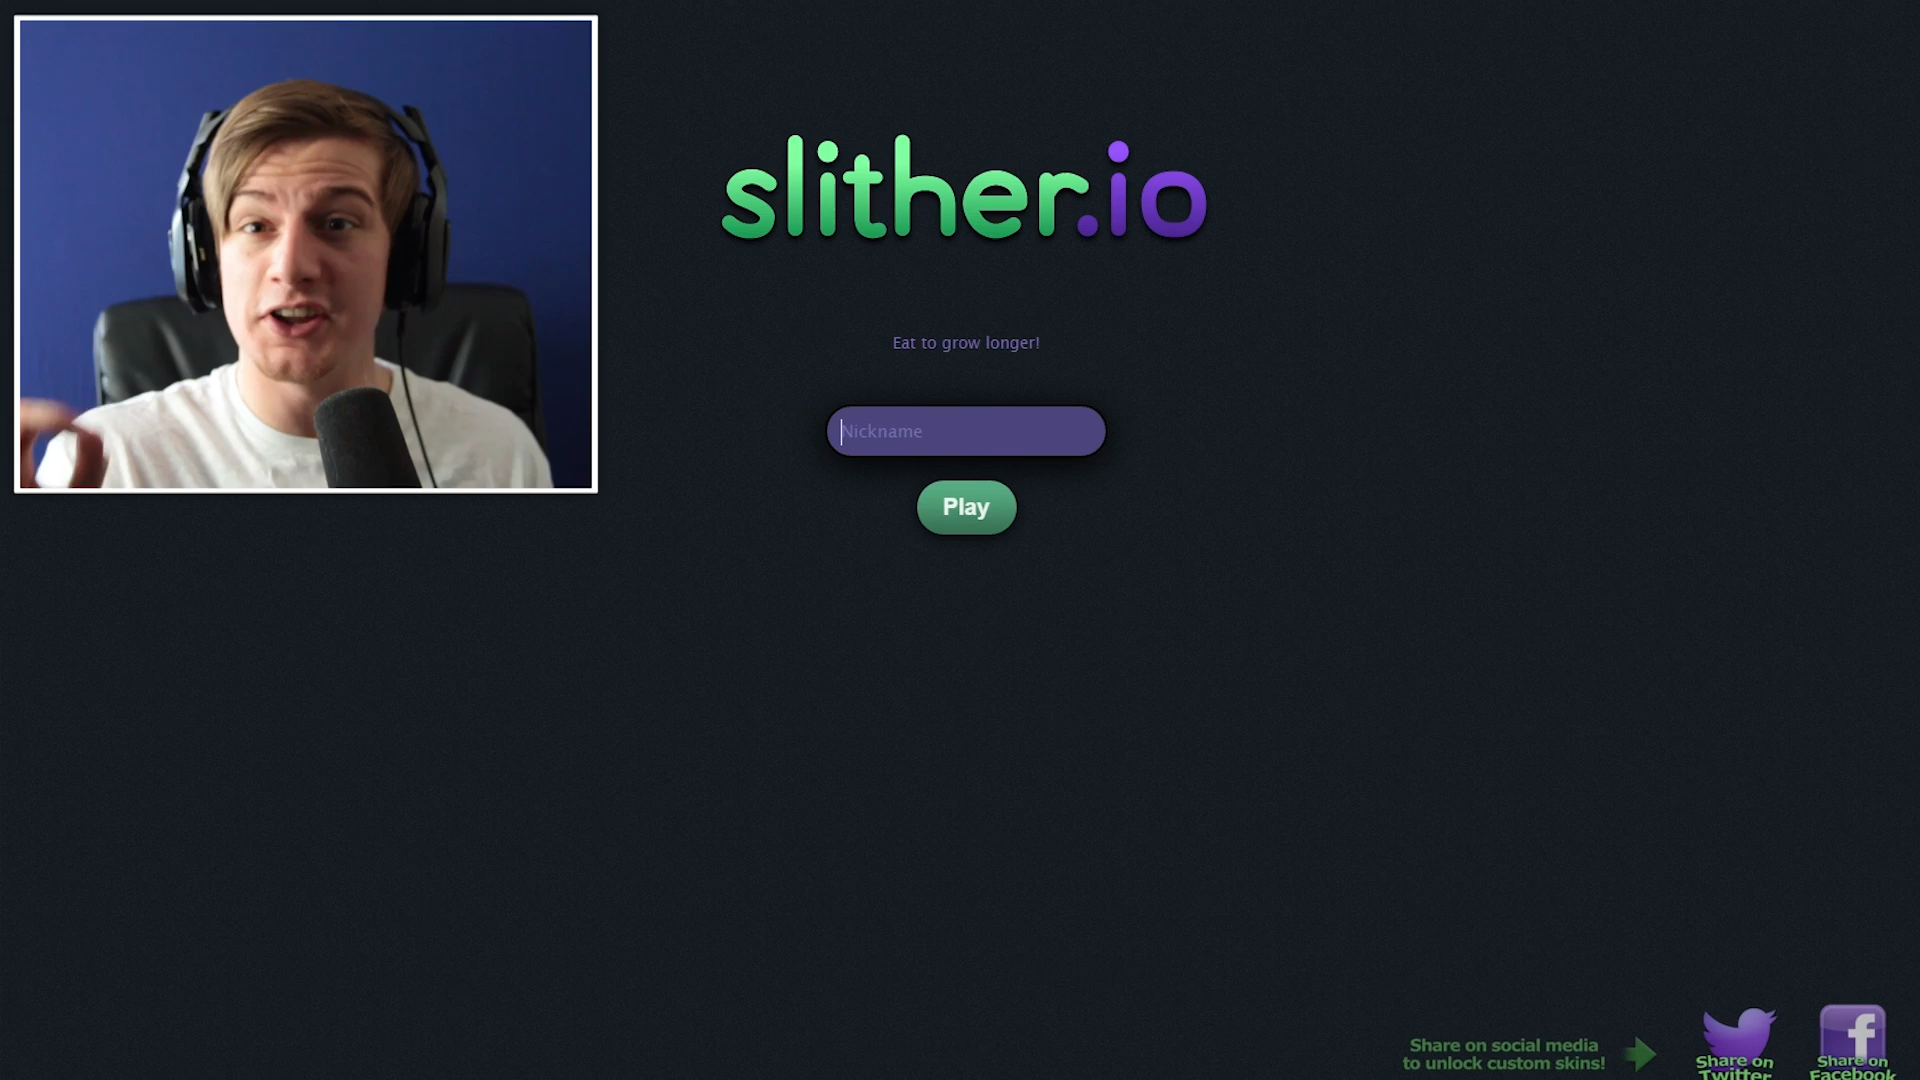 slither.io
Eat to grow longer!
Nickname
Play
Share on social media
to unlock custom skins!
Share on
Twitter
Share on
Facebook